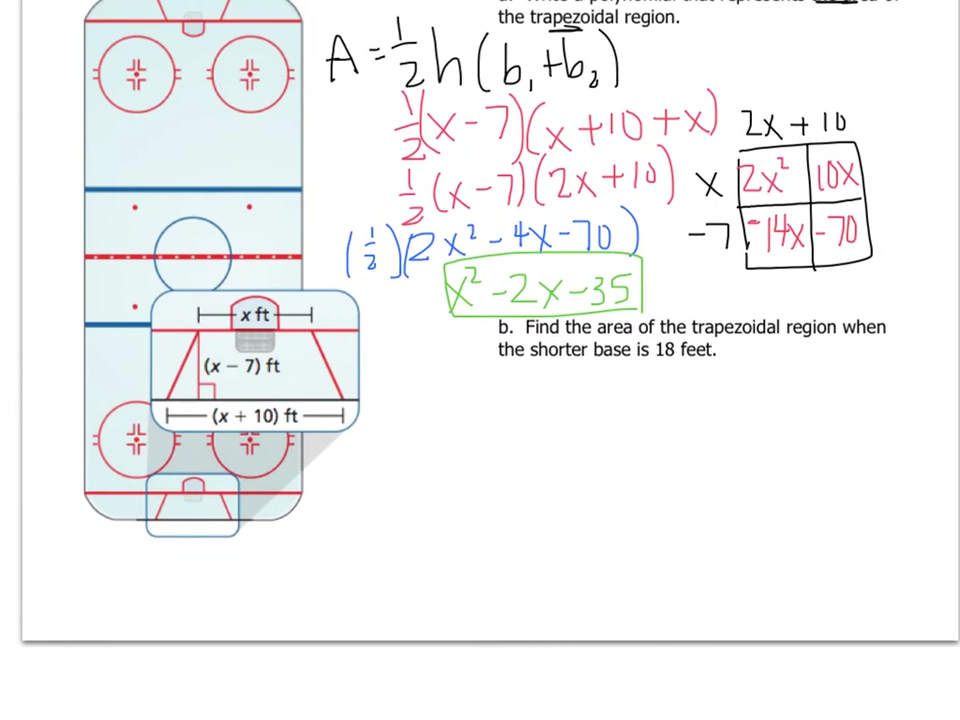 the trapezoidal region.
A = 1/2 h(b₁+b₂)
1/2(x-7)(x+10+x)
2x+10
1/2(x-7)(2x+10)
x 2x² 10x
-7 -14x -70
(1/2)(2x²-4x-70)
x²-2x-35
x ft
(x − 7) ft
(x + 10) ft
b. Find the area of the trapezoidal region when
the shorter base is 18 feet.